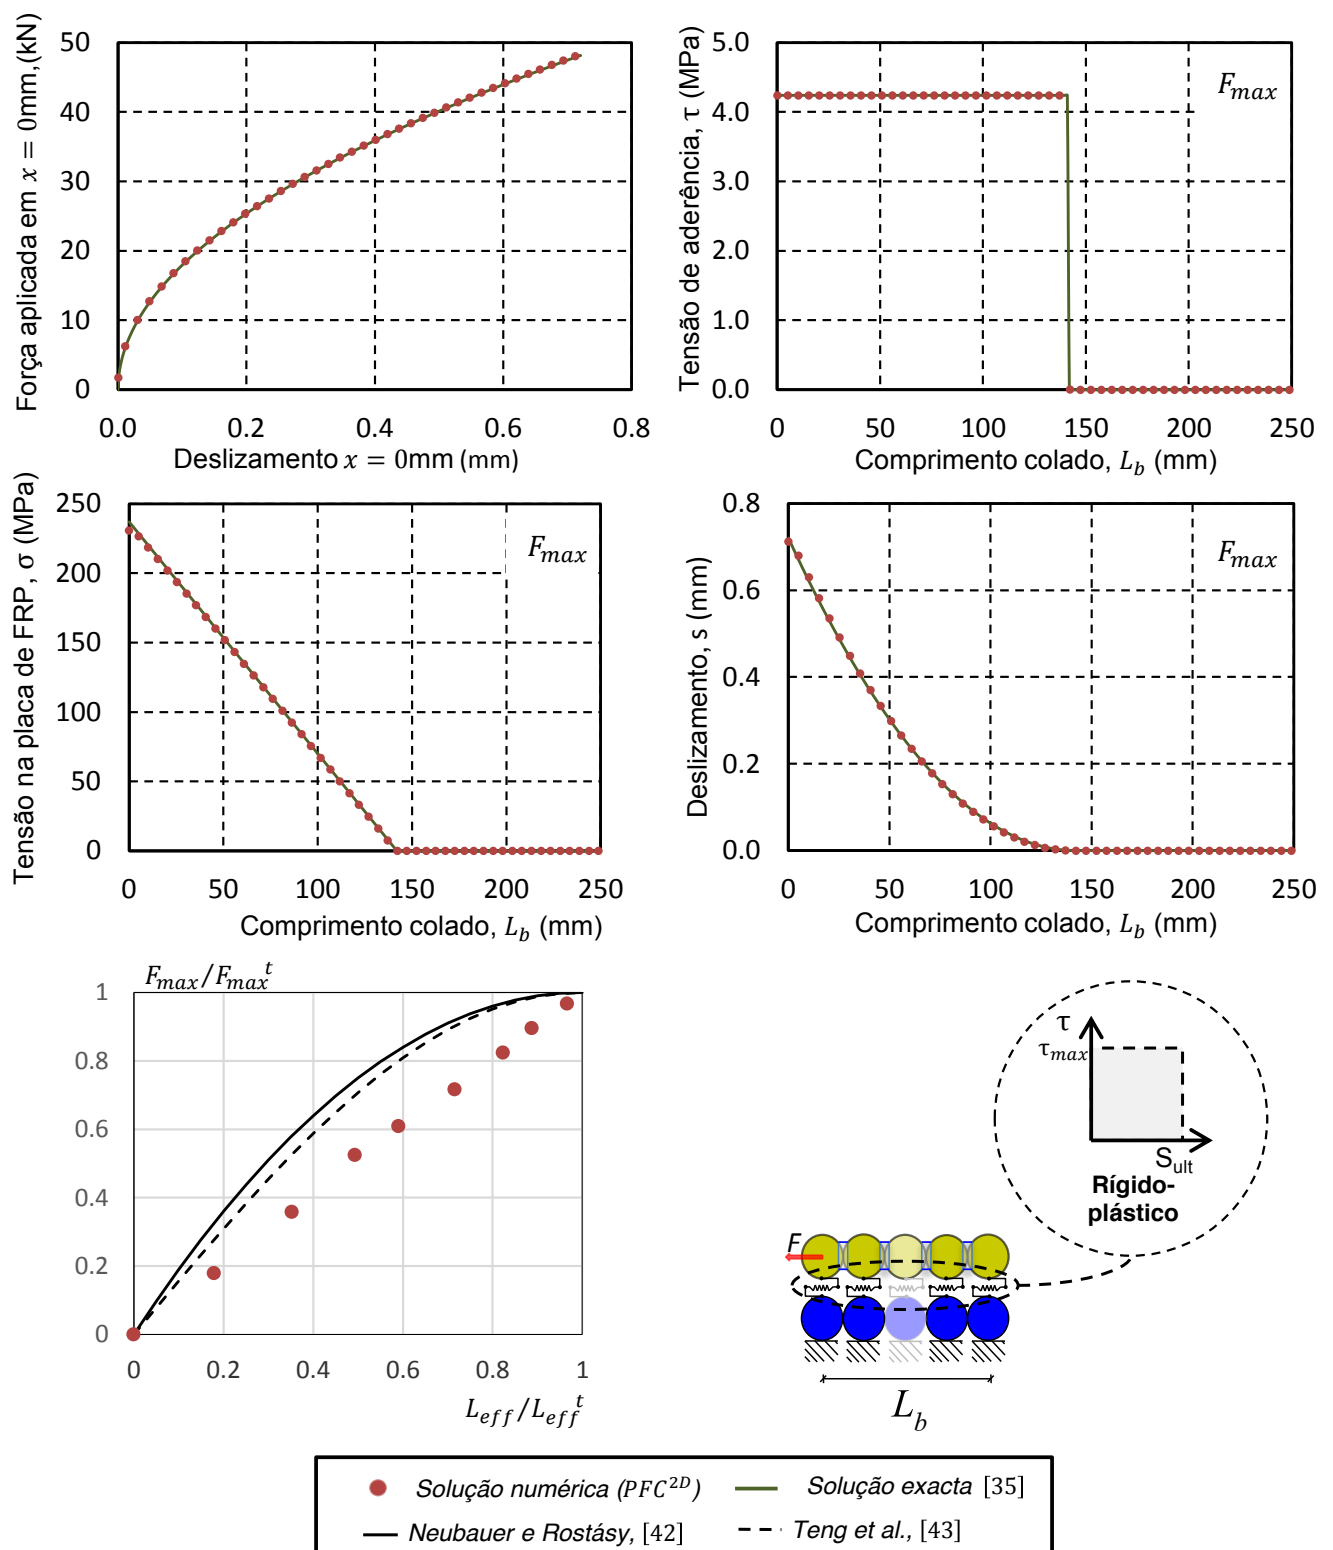 Força aplicada em x = 0mm,(kN)
50
40
30
20
10
0
0.0 0.2 0.4 0.6 0.8
Deslizamento x = 0mm (mm)
Tensão de aderência, τ (MPa)
5.0
4.0
3.0
2.0
1.0
0.0
F_max
0 50 100 150 200 250
Comprimento colado, L_b (mm)
Tensão na placa de FRP, σ (MPa)
250
200
150
100
50
0
F_max
0 50 100 150 200 250
Comprimento colado, L_b (mm)
Deslizamento, s (mm)
0.8
0.6
0.4
0.2
0.0
F_max
0 50 100 150 200 250
Comprimento colado, L_b (mm)
F_max/F_max^t
1
0.8
0.6
0.4
0.2
0
0.2 0.4 0.6 0.8 1
L_eff/L_eff^t
τ
τ_max
S_ult
Rígido-
plástico
F
L_b
Solução numérica (PFC^2D)
Solução exacta [35]
Neubauer e Rostásy, [42]
Teng et al., [43]